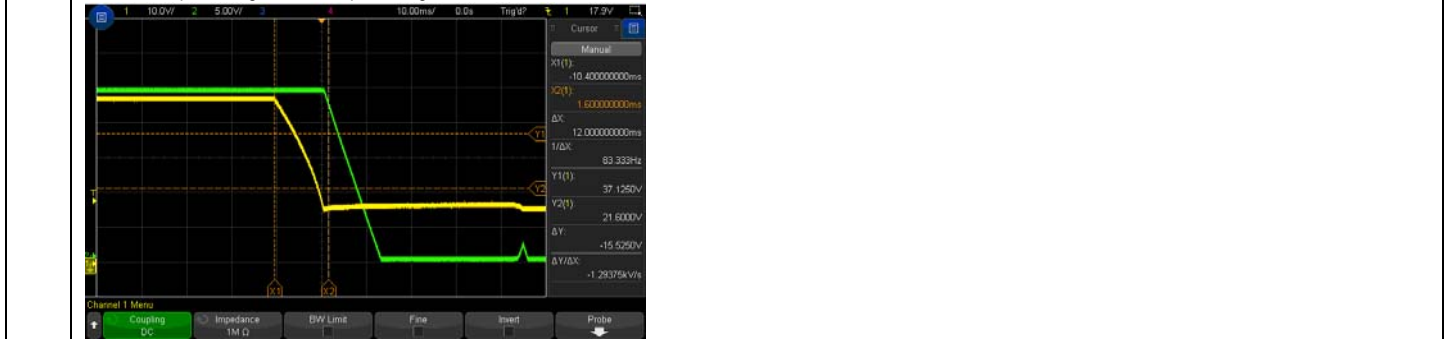 1 10.0V/ 2 5.00V/ 3 4 10.00ms/ 0.0s Trig'd? 1 17.9V
Cursor
Manual
X1(1):
-10.400000000ms
X2(1):
1.600000000ms
ΔX:
12.000000000ms
1/ΔX:
83.333Hz
Y1(1):
37.1250V
Y2(1):
21.6000V
ΔY:
-15.5250V
ΔY/ΔX:
-1.29375kV/s
Y1
Y2
T
X1 X2
Channel 1 Menu
Coupling Impedance BW Limit Fine Invert Probe
DC 1M Ω